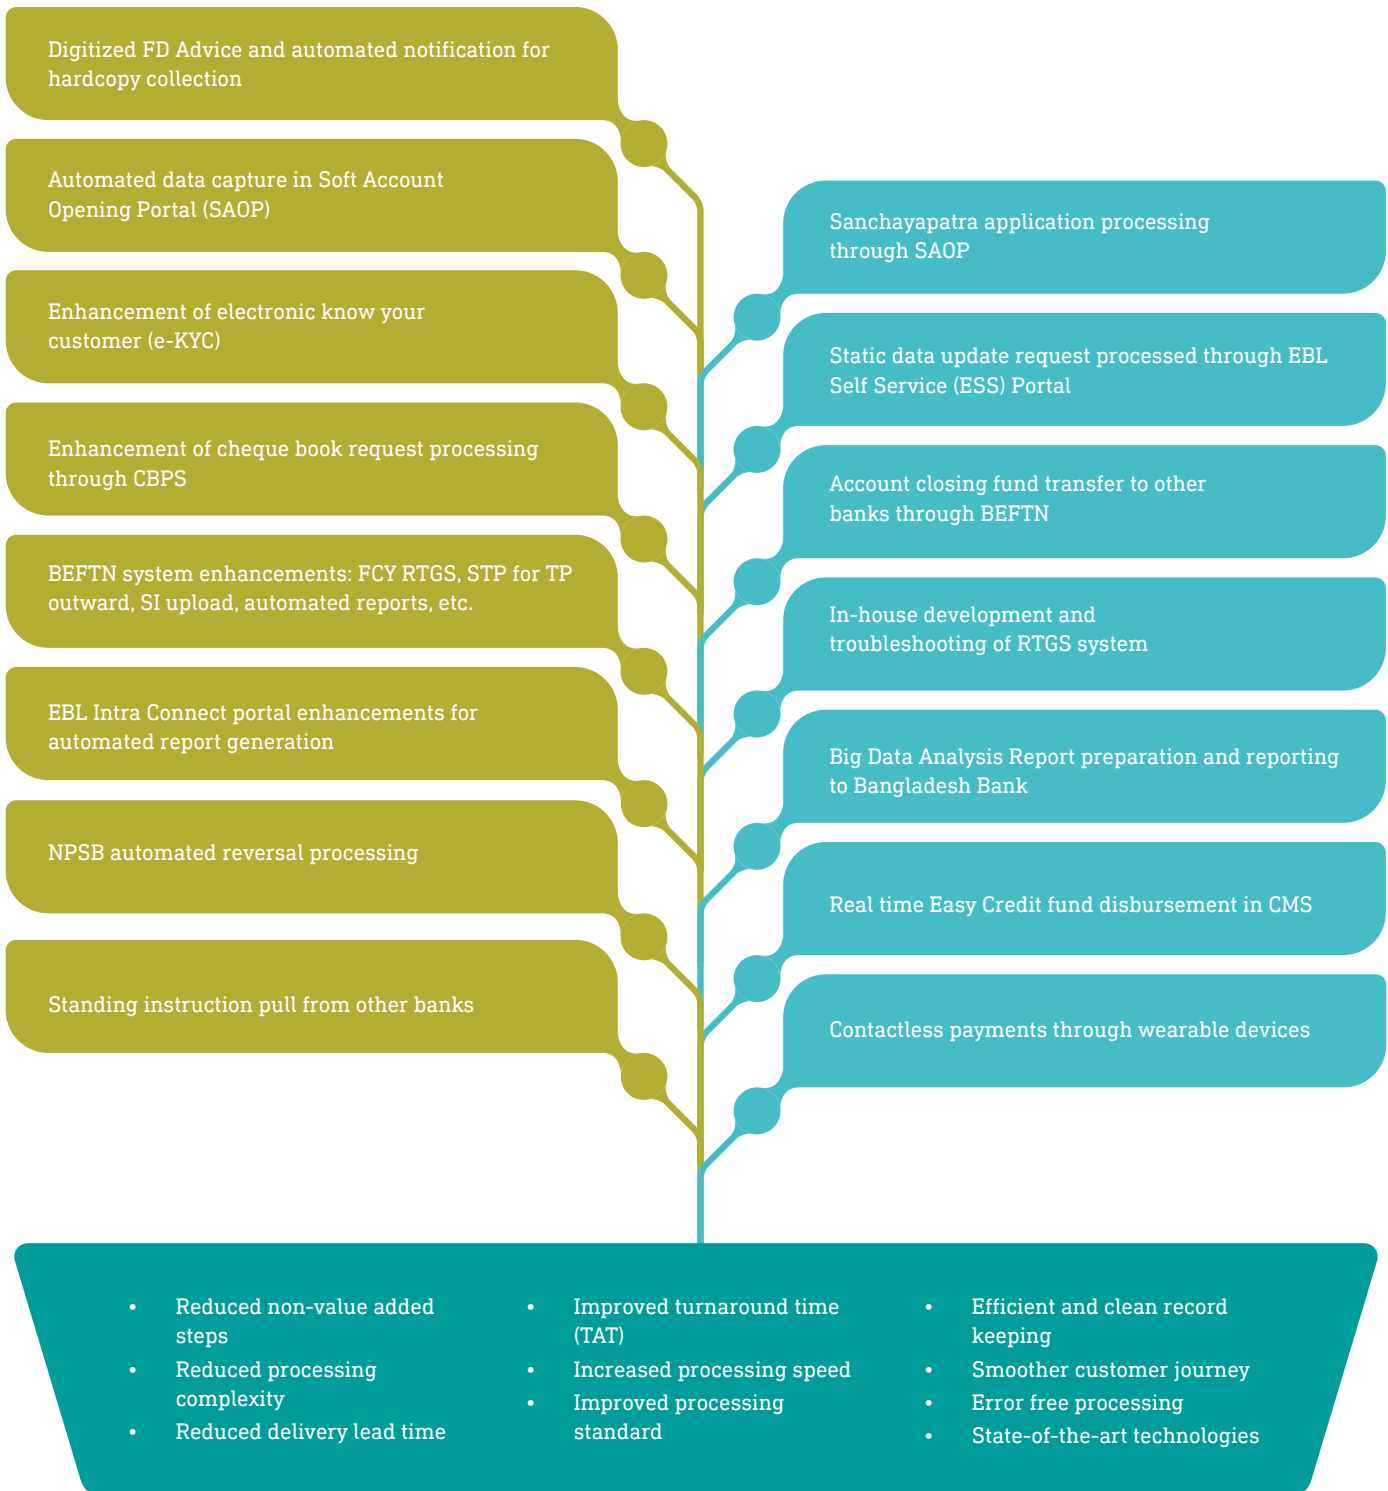 Digitized FD Advice and automated notification for
hardcopy collection
Automated data capture in Soft Account
Opening Portal (SAOP)
Enhancement of electronic know your
customer (e-KYC)
Enhancement of cheque book request processing
through CBPS
BEFTN system enhancements: FCY RTGS, STP for TP
outward, SI upload, automated reports, etc.
EBL Intra Connect portal enhancements for
automated report generation
NPSB automated reversal processing
Standing instruction pull from other banks
Sanchayapatra application processing
through SAOP
Static data update request processed through EBL
Self Service (ESS) Portal
Account closing fund transfer to other
banks through BEFTN
In-house development and
troubleshooting of RTGS system
Big Data Analysis Report preparation and reporting
to Bangladesh Bank
Real time Easy Credit fund disbursement in CMS
Contactless payments through wearable devices
• Reduced non-value added
steps
• Reduced processing
complexity
• Reduced delivery lead time
• Improved turnaround time
(TAT)
• Increased processing speed
• Improved processing
standard
• Efficient and clean record
keeping
• Smoother customer journey
• Error free processing
• State-of-the-art technologies